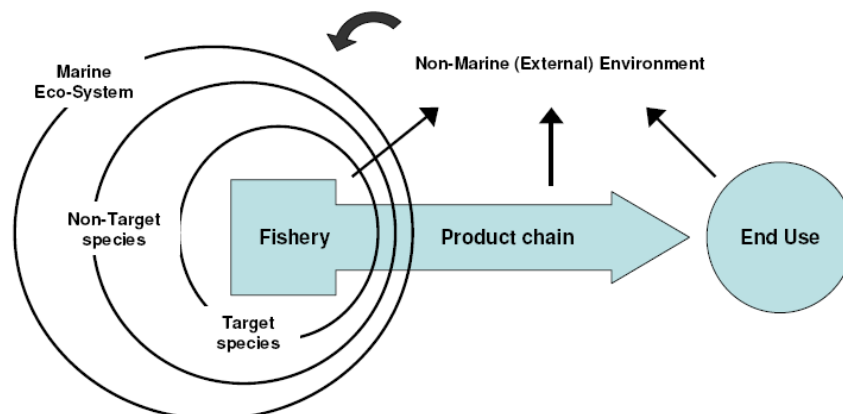 Marine
Eco-System
Non-Marine (External) Environment
Non-Target
species
Fishery
Product chain
End Use
Target
species